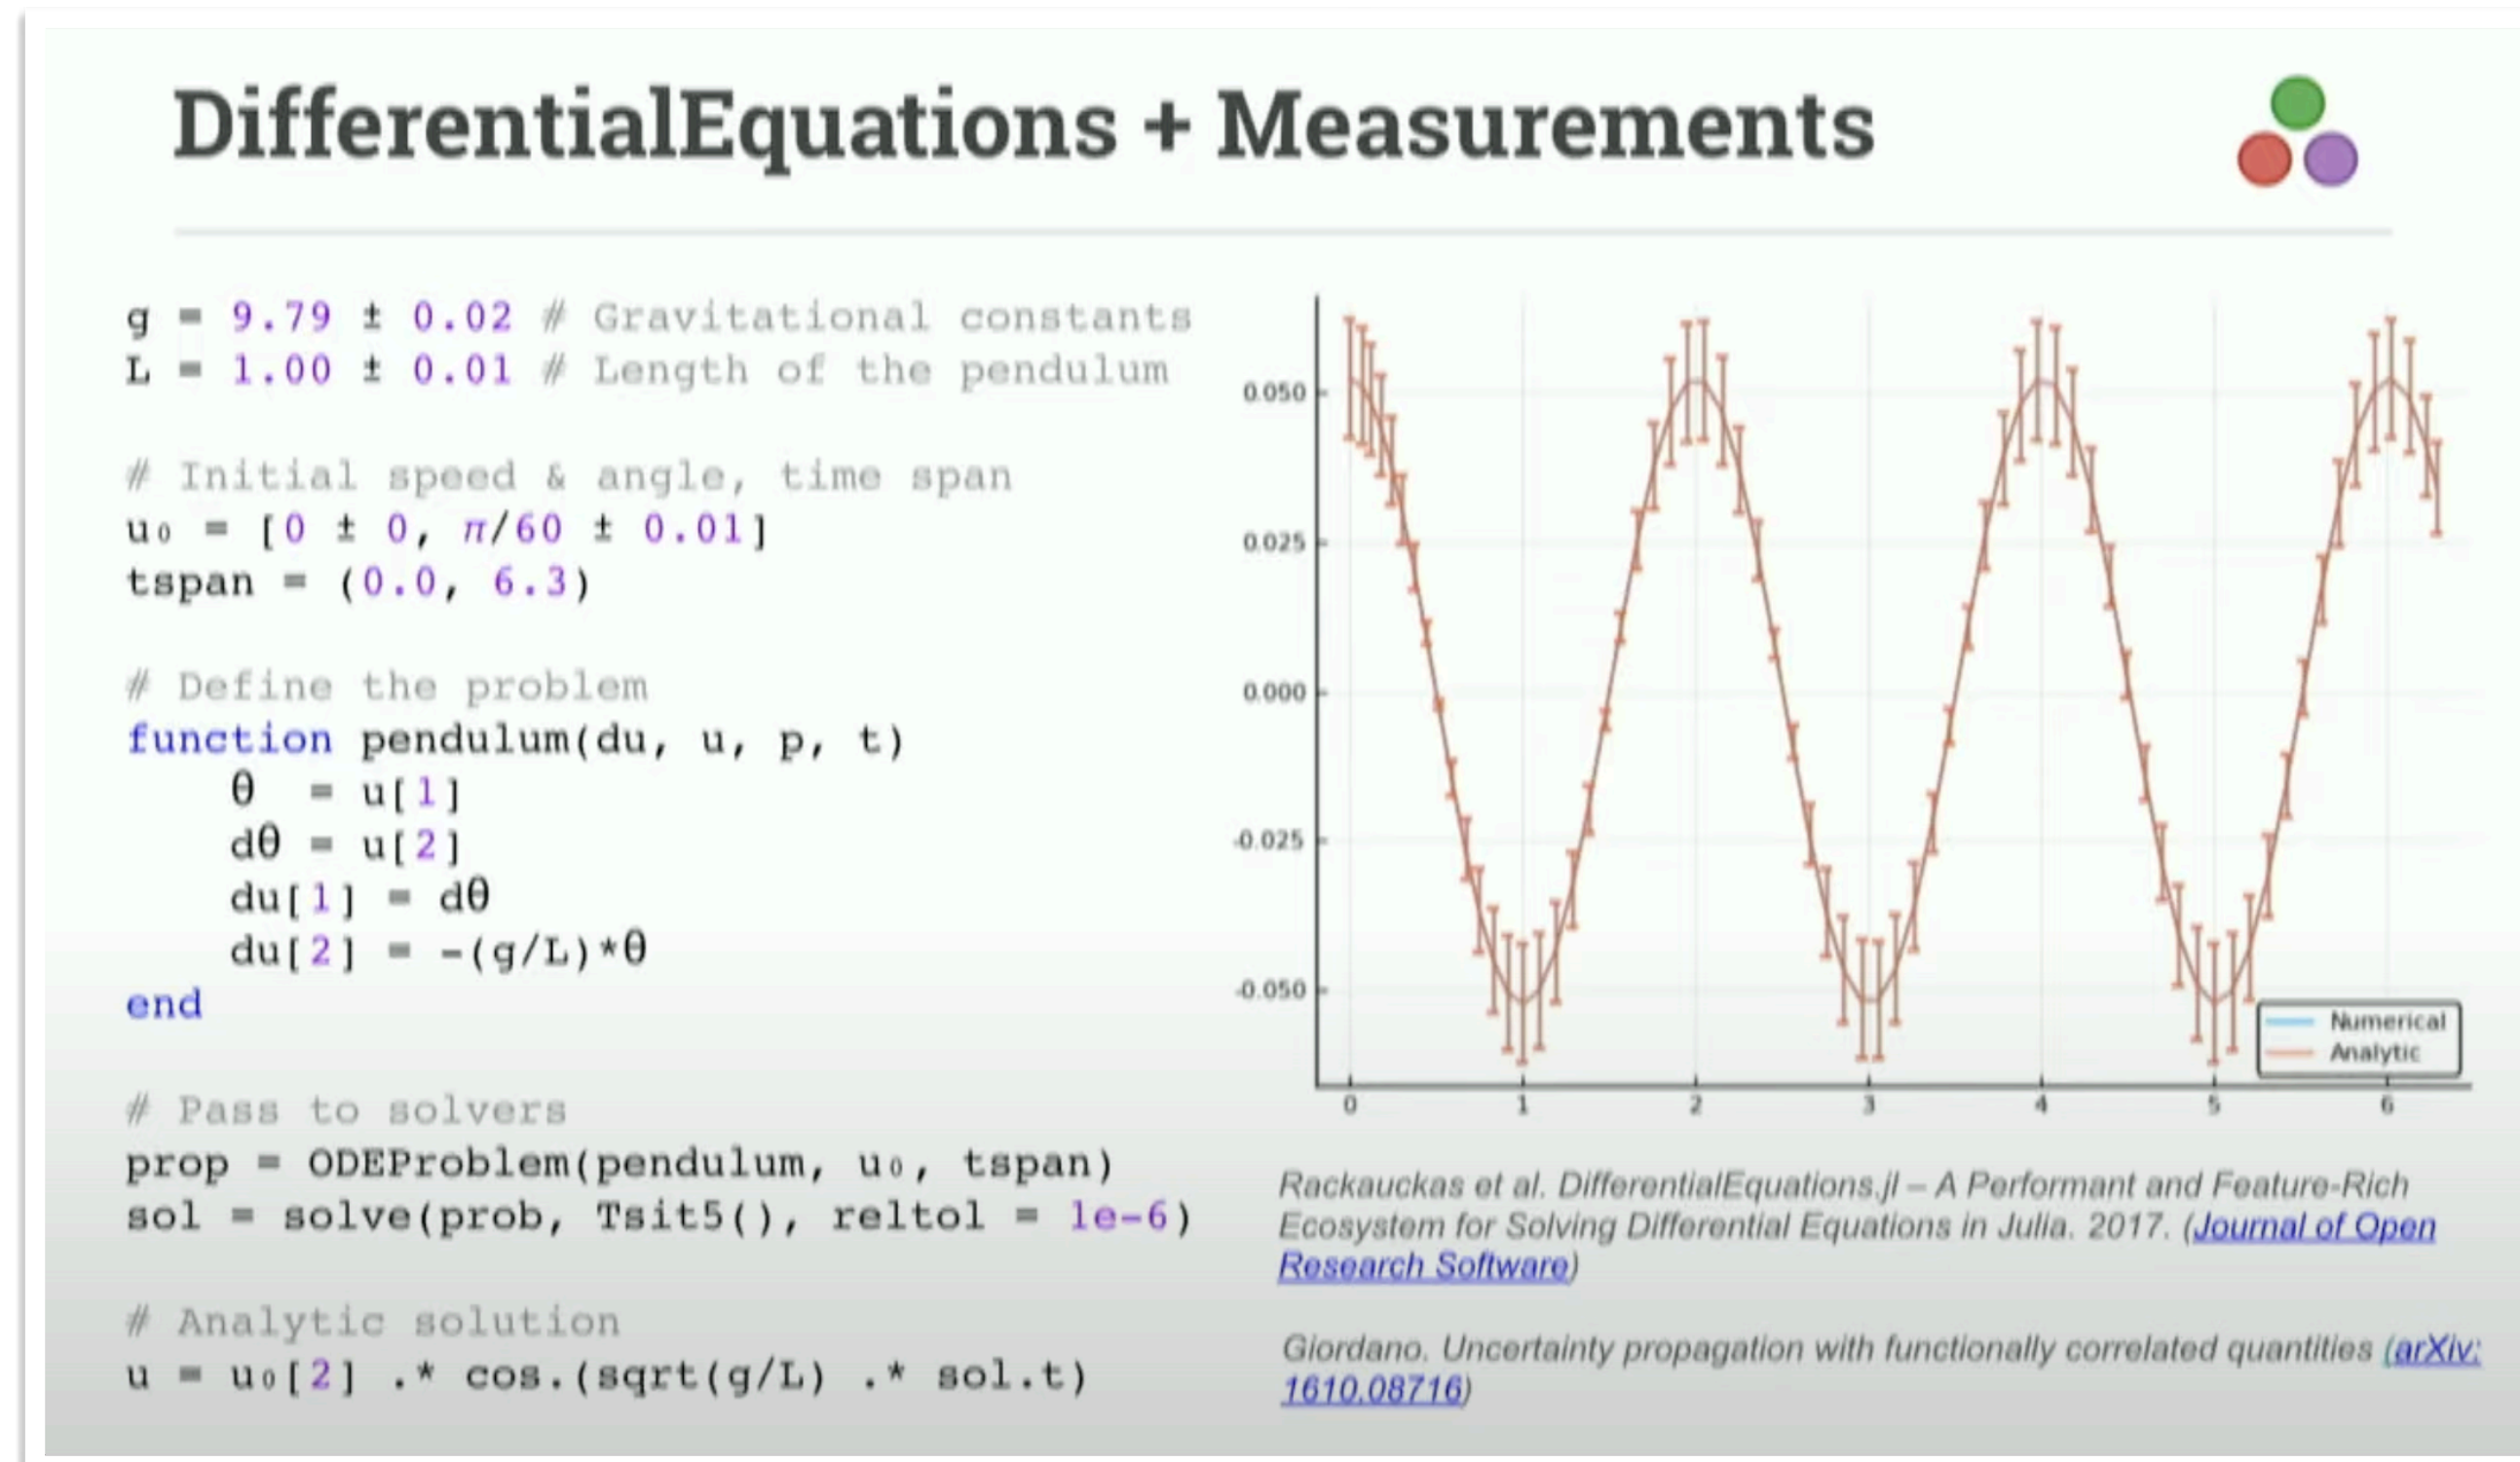 DifferentialEquations + Measurements
g = 9.79 ± 0.02 # Gravitational constants
L = 1.00 ± 0.01 # Length of the pendulum
# Initial speed & angle, time span
u₀ = [0 ± 0, π/60 ± 0.01]
tspan = (0.0, 6.3)
# Define the problem
function pendulum(du, u, p, t)
θ = u[1]
dθ = u[2]
du[1] = dθ
du[2] = -(g/L)*θ
end
# Pass to solvers
prop = ODEProblem(pendulum, u₀, tspan)
sol = solve(prob, Tsit5(), reltol = 1e-6)
# Analytic solution
u = u₀[2] .* cos.(sqrt(g/L) .* sol.t)
0.050
0.025
0.000
-0.025
-0.050
0 1 2 3 4 5 6
Numerical
Analytic
Rackauckas et al. DifferentialEquations.jl – A Performant and Feature-Rich
Ecosystem for Solving Differential Equations in Julia. 2017. (Journal of Open
Research Software)
Giordano. Uncertainty propagation with functionally correlated quantities (arXiv:
1610.08716)